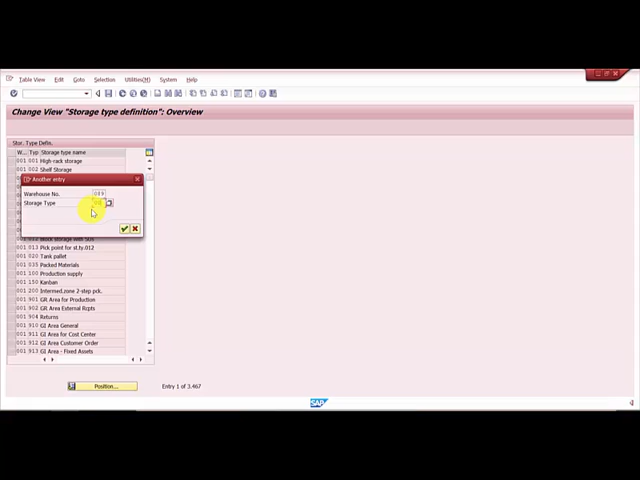 Table View Edit Goto Selection Utilities(M) System Help
Change View "Storage type definition": Overview
Stor. Type Defin.
W... Typ Storage type name
001 001 High-rack storage
001 002 Shelf Storage
Another entry
Warehouse No.
Storage Type
001 013 Pick point for st.ty.012
001 020 Tank pallet
001 035 Packed Materials
001 100 Production supply
001 150 Kanban
001 200 Intermed.zone 2-step pck.
001 901 GR Area for Production
001 902 GR Area External Rcpts
001 904 Returns
001 910 GI Area General
001 911 GI Area for Cost Center
001 912 GI Area Customer Order
001 913 GI Area - Fixed Assets
Position...
Entry 1 of 3.467
SAP